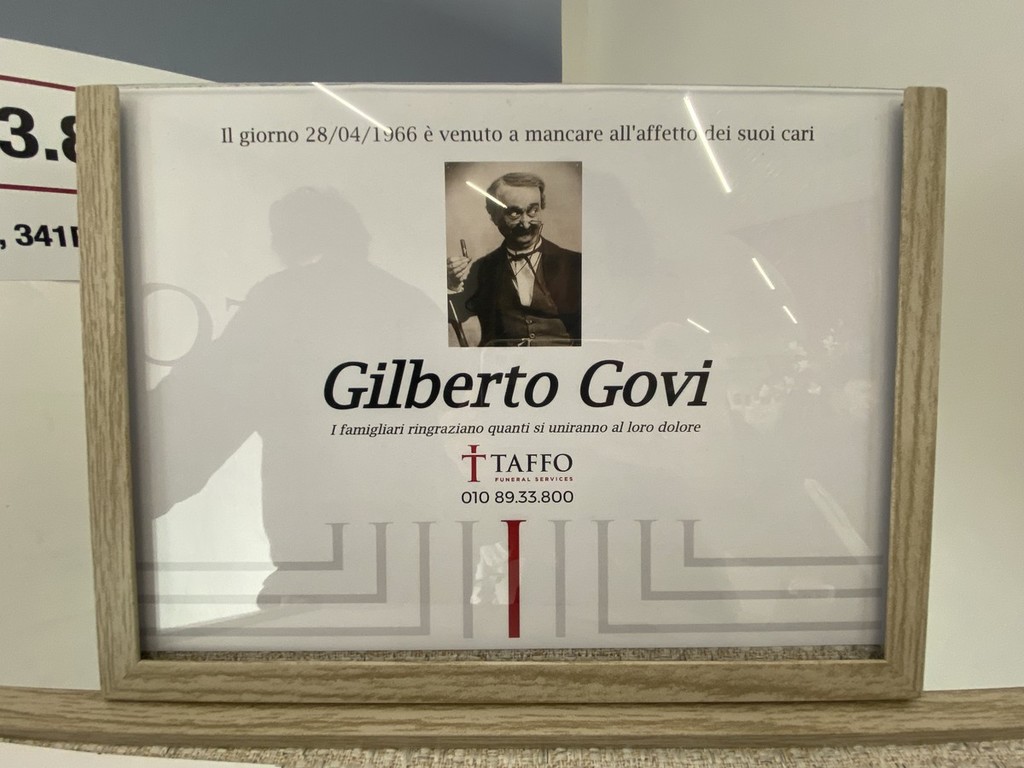 Il giorno 28/04/1966 è venuto a mancare all'affetto dei suoi cari
Gilberto Govi
I famigliari ringraziano quanti si uniranno al loro dolore
TAFFO
FUNERAL SERVICES
010 89.33.800
3.8
, 341